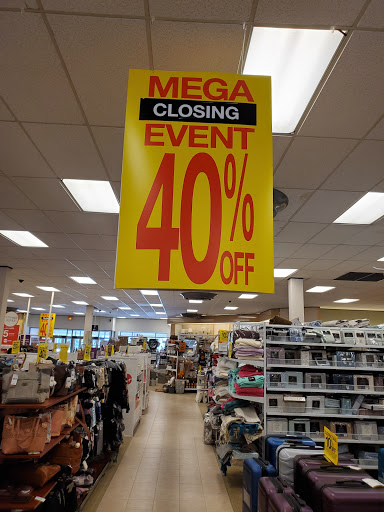 MEGA
CLOSING
EVENT
40%
OFF